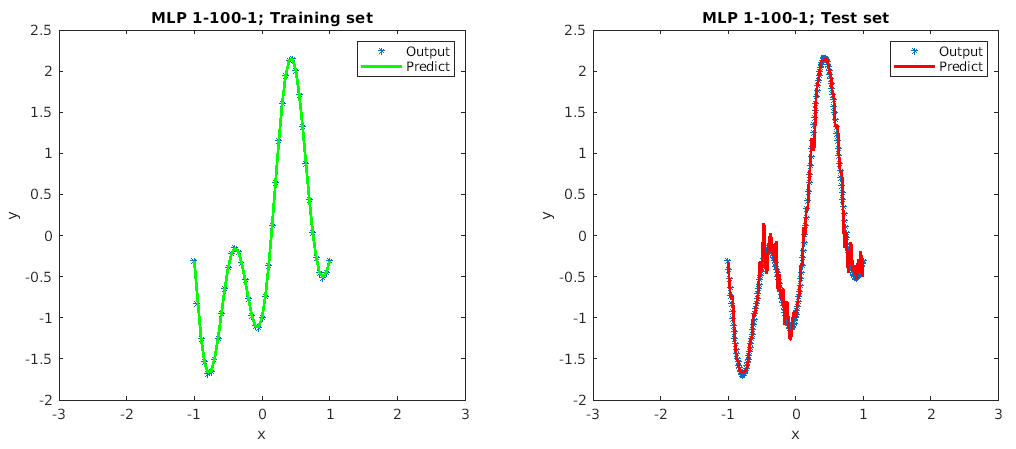 MLP 1-100-1; Training set
2.5
2
1.5
1
0.5
0
-0.5
-1
-1.5
-2
y
-3 -2 -1 0 1 2 3
x
Output
Predict
MLP 1-100-1; Test set
2.5
2
1.5
1
0.5
0
-0.5
-1
-1.5
-2
y
-3 -2 -1 0 1 2 3
x
Output
Predict